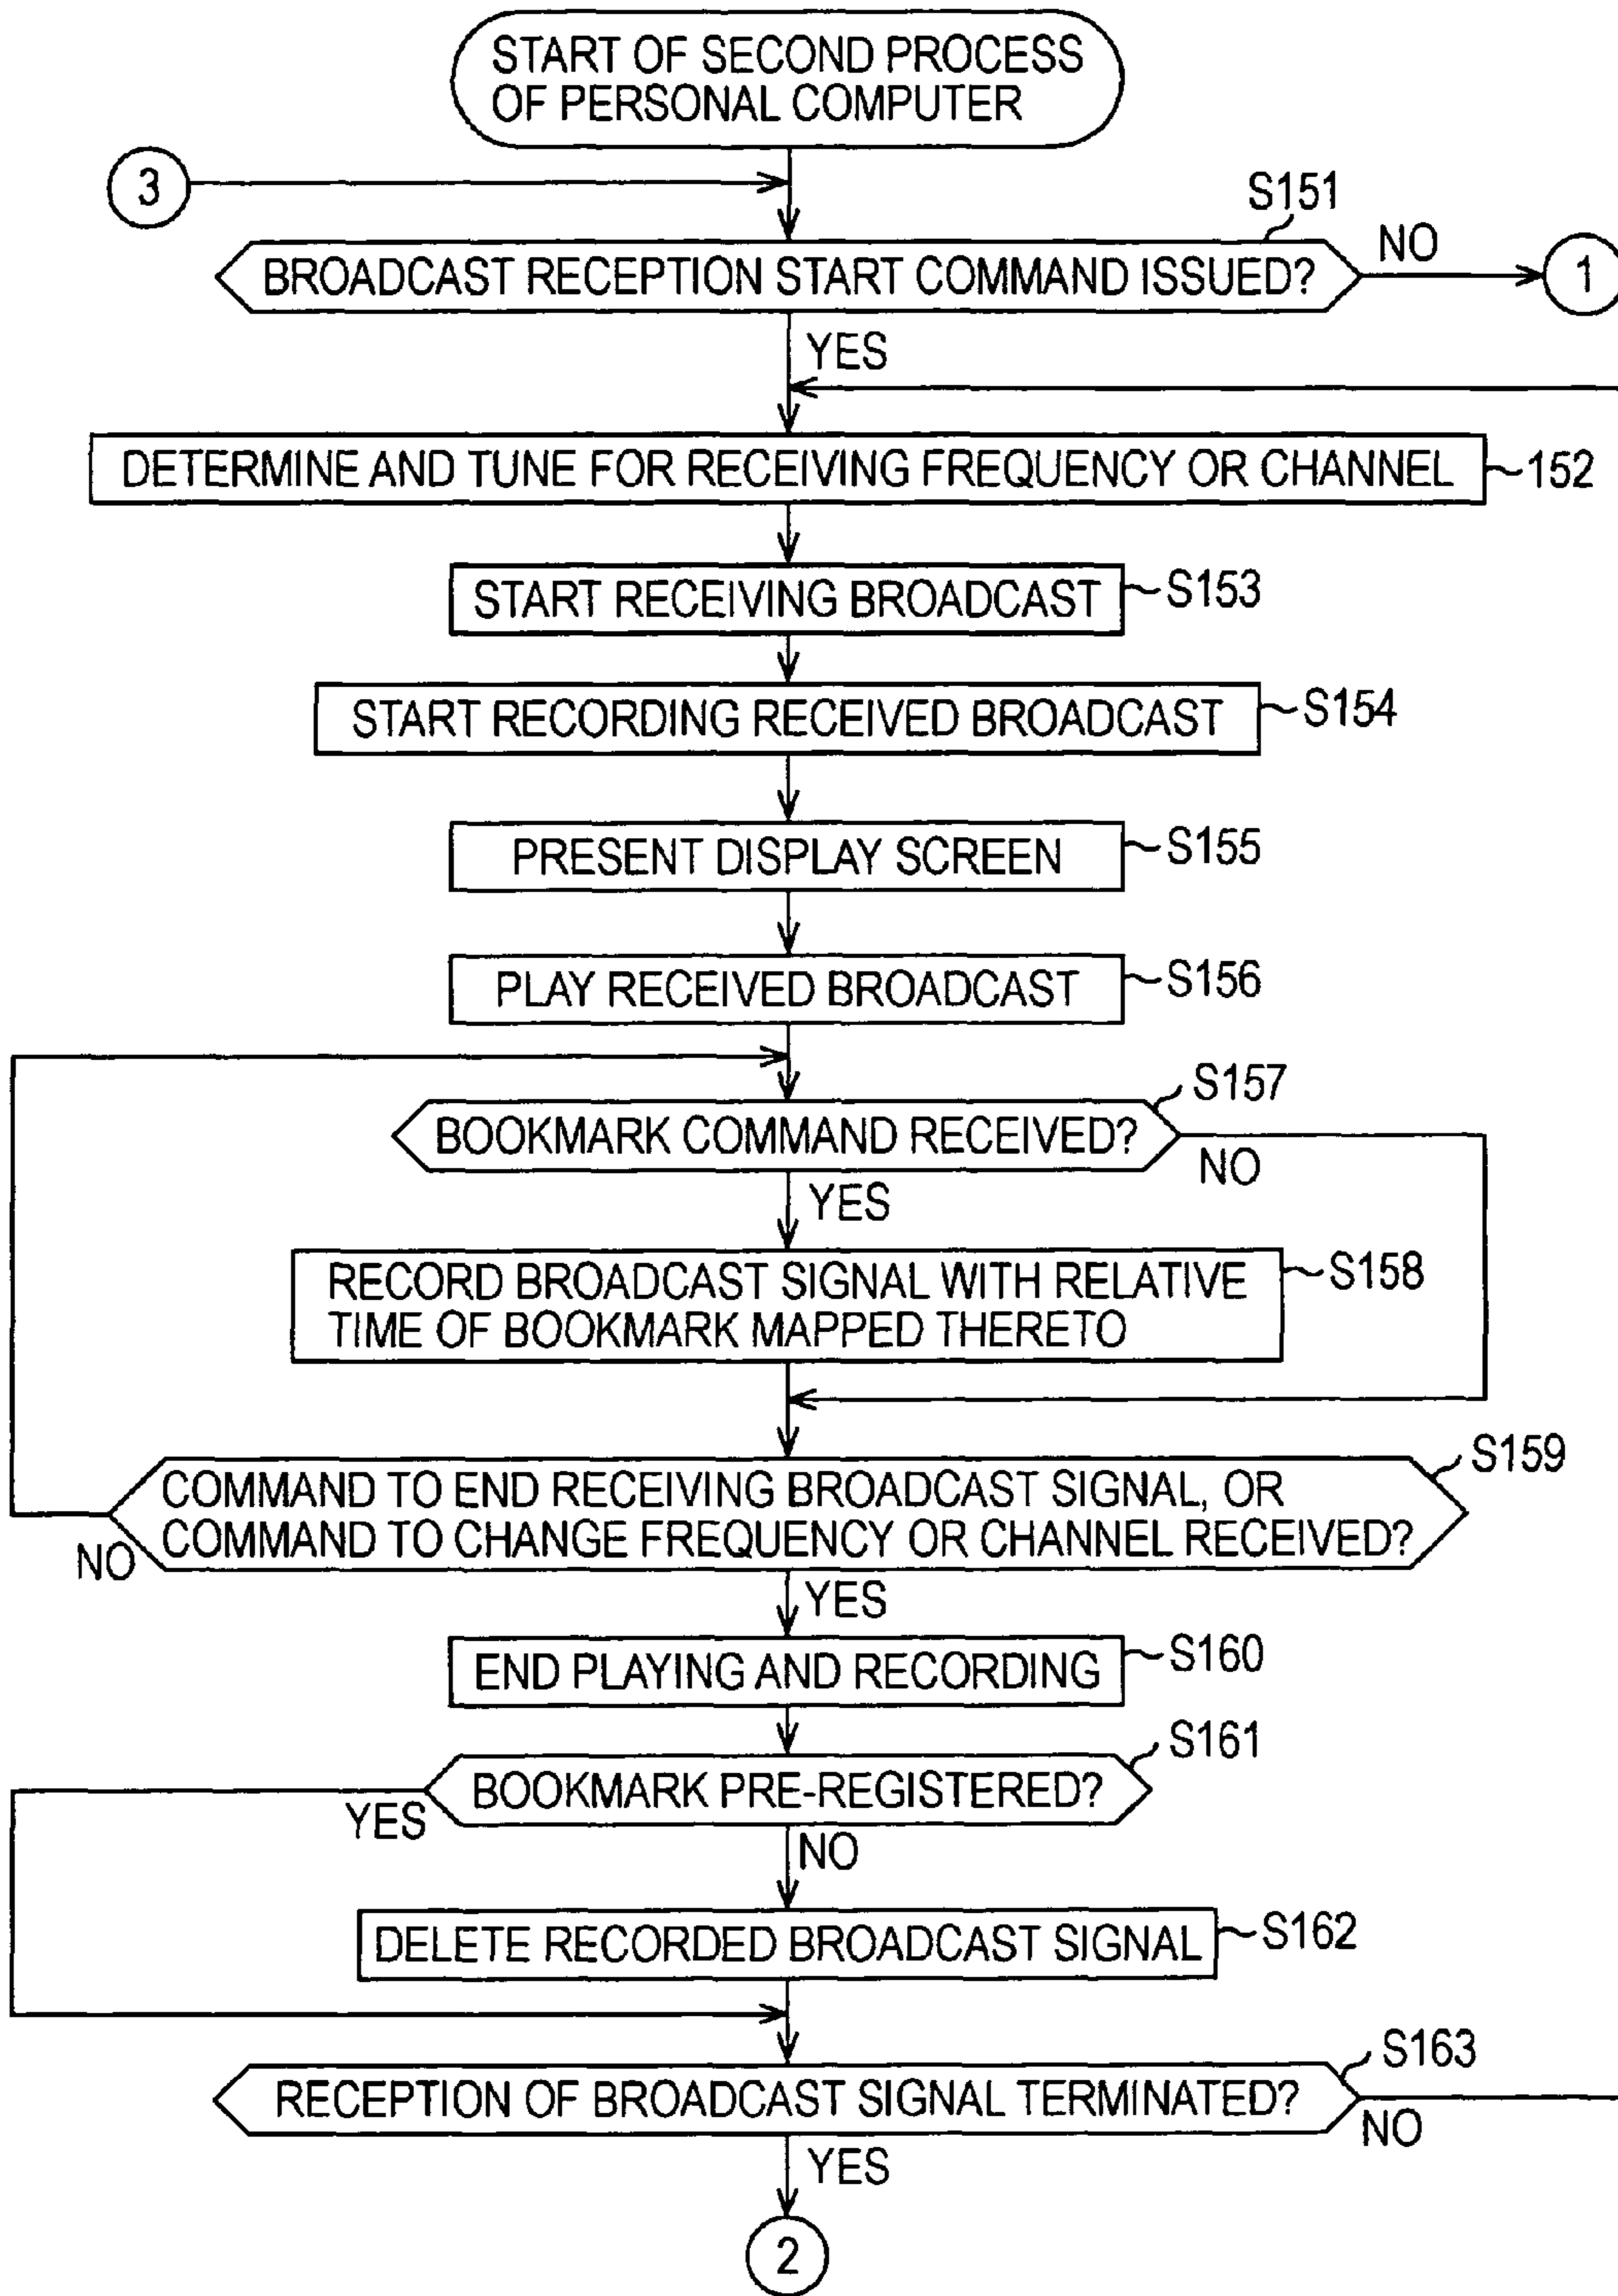 START OF SECOND PROCESS
OF PERSONAL COMPUTER
3
S151
BROADCAST RECEPTION START COMMAND ISSUED?
NO
1
YES
DETERMINE AND TUNE FOR RECEIVING FREQUENCY OR CHANNEL
152
START RECEIVING BROADCAST
S153
START RECORDING RECEIVED BROADCAST
S154
PRESENT DISPLAY SCREEN
S155
PLAY RECEIVED BROADCAST
S156
S157
BOOKMARK COMMAND RECEIVED?
NO
YES
RECORD BROADCAST SIGNAL WITH RELATIVE
TIME OF BOOKMARK MAPPED THERETO
S158
S159
COMMAND TO END RECEIVING BROADCAST SIGNAL, OR
COMMAND TO CHANGE FREQUENCY OR CHANNEL RECEIVED?
NO
YES
END PLAYING AND RECORDING
S160
S161
BOOKMARK PRE-REGISTERED?
YES
NO
DELETE RECORDED BROADCAST SIGNAL
S162
S163
RECEPTION OF BROADCAST SIGNAL TERMINATED?
NO
YES
2